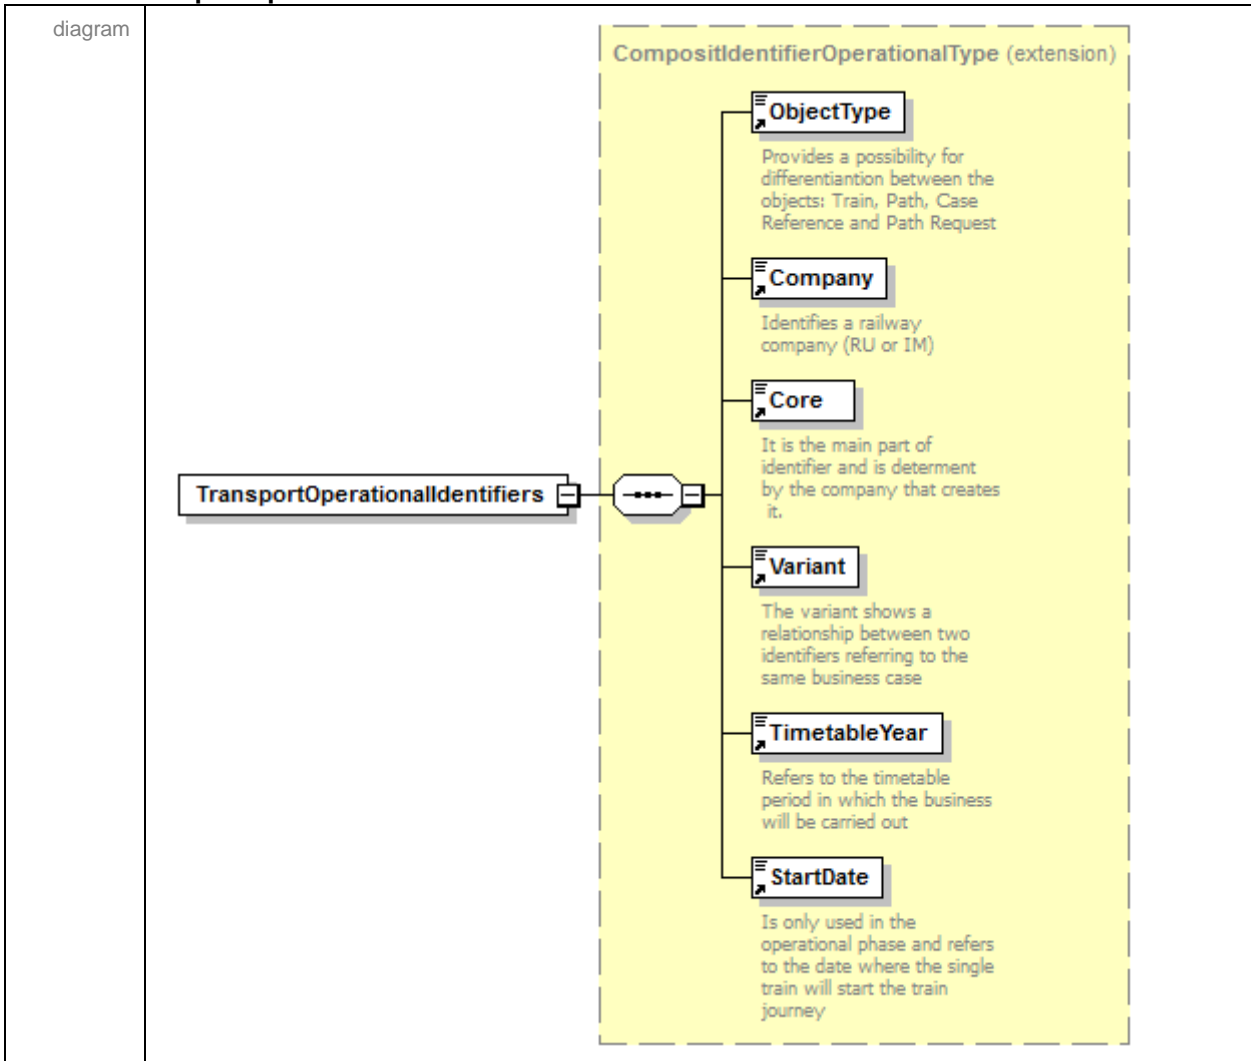 diagram
CompositIdentifierOperationalType (extension)
ObjectType
Provides a possibility for
differentiantion between the
objects: Train, Path, Case
Reference and Path Request
Company
Identifies a railway
company (RU or IM)
Core
It is the main part of
identifier and is determent
by the company that creates
it.
TransportOperationalIdentifiers
Variant
The variant shows a
relationship between two
identifiers referring to the
same business case
TimetableYear
Refers to the timetable
period in which the business
will be carried out
StartDate
Is only used in the
operational phase and refers
to the date where the single
train will start the train
journey